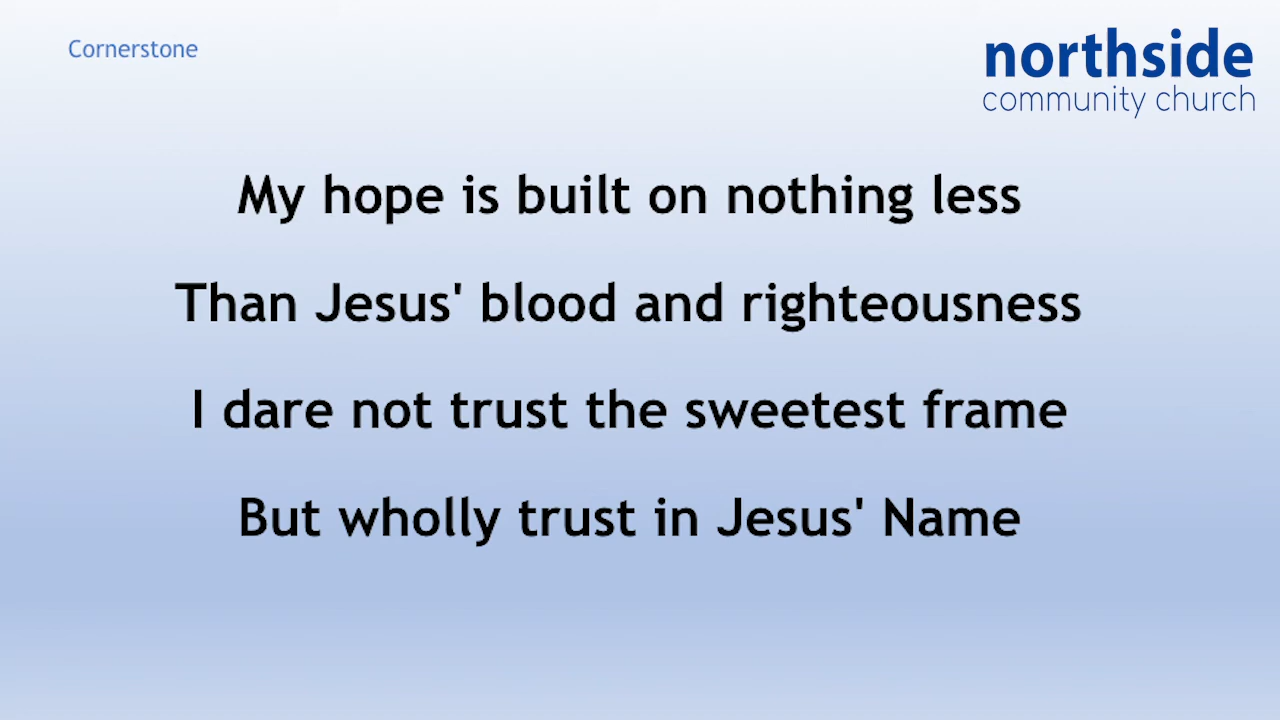 Cornerstone
northside
community church
My hope is built on nothing less
Than Jesus' blood and righteousness
I dare not trust the sweetest frame
But wholly trust in Jesus' Name